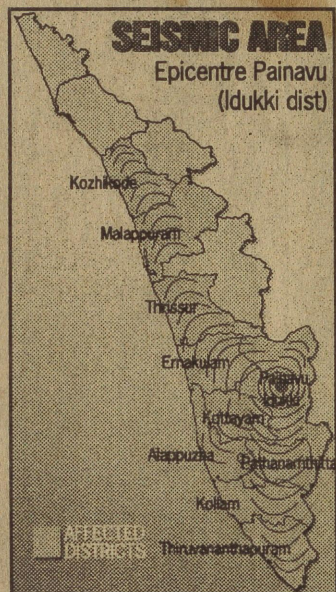 SEISMIC AREA
Epicentre Painavu
(Idukki dist)
Kozhikode
Malappuram
Thrissur
Ernakulam
Painavu
Idukki
Kottayam
Alappuzha
Pathanamthitta
Kollam
AFFECTED
DISTRICTS
Thiruvananthapuram